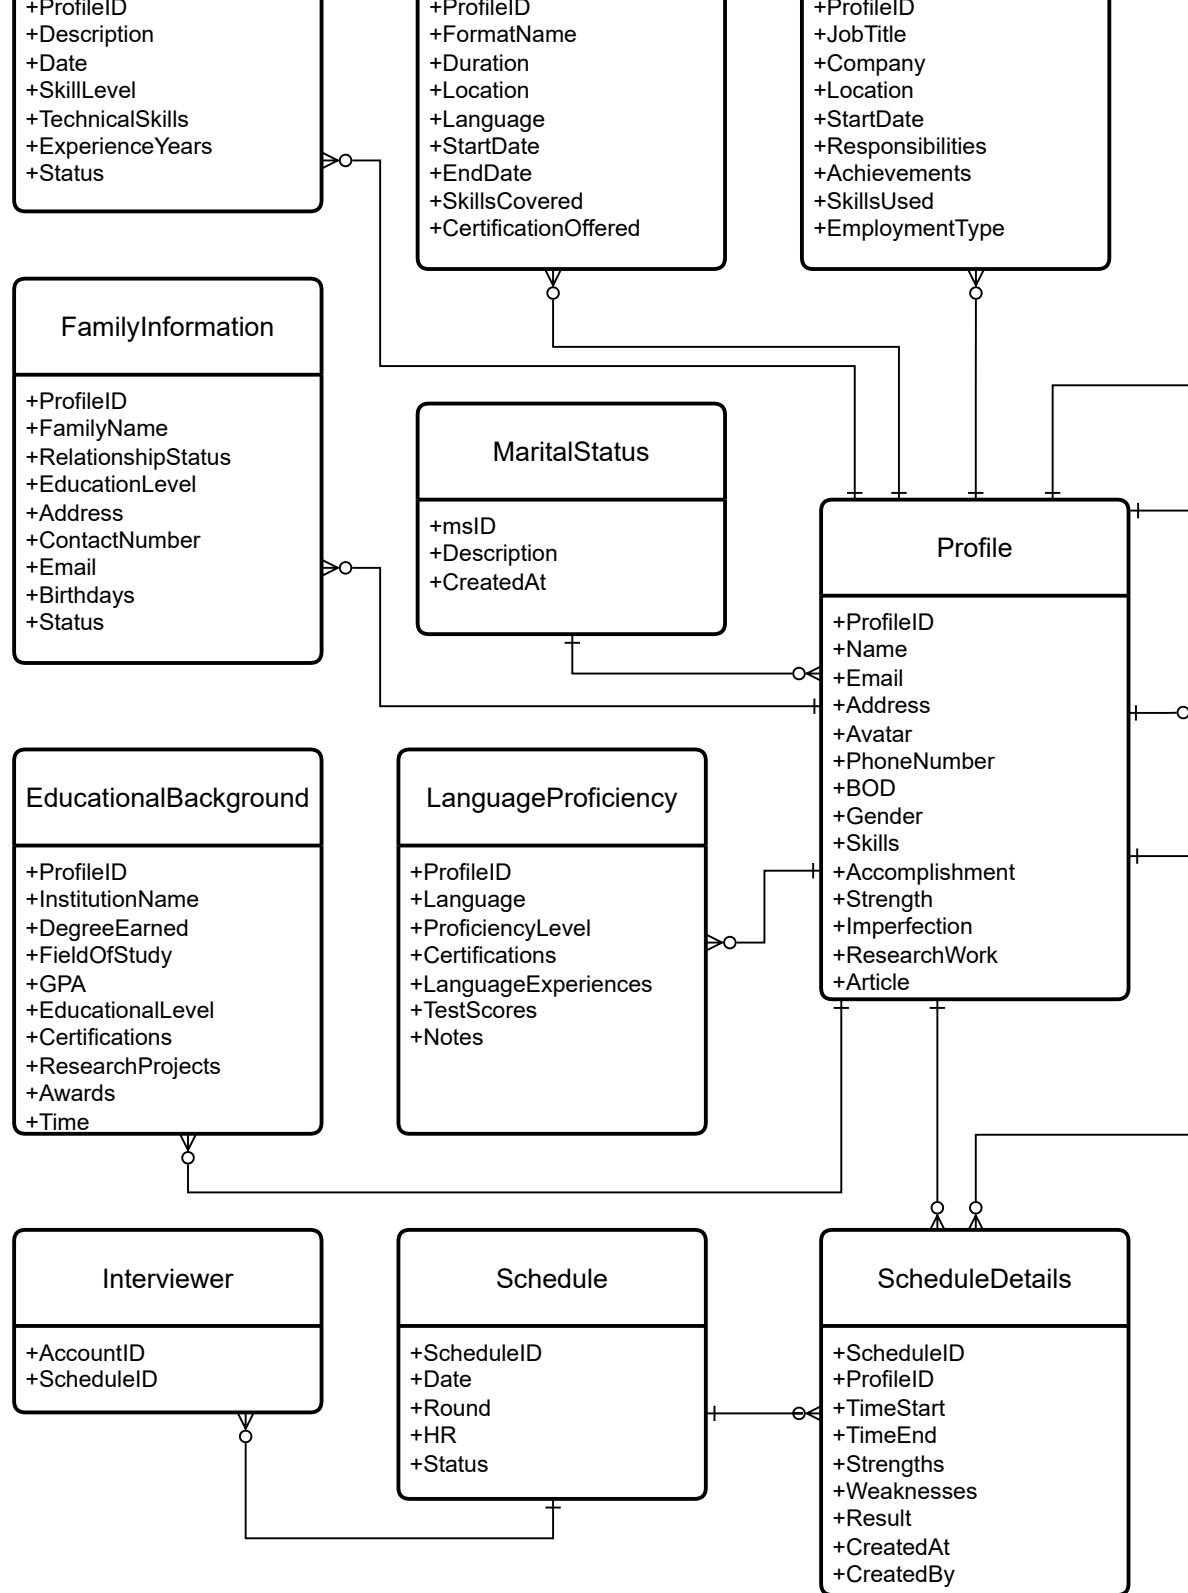 +ProfileID
+Description
+Date
+SkillLevel
+TechnicalSkills
+ExperienceYears
+Status
+ProfileID
+FormatName
+Duration
+Location
+Language
+StartDate
+EndDate
+SkillsCovered
+CertificationOffered
+ProfileID
+JobTitle
+Company
+Location
+StartDate
+Responsibilities
+Achievements
+SkillsUsed
+EmploymentType
FamilyInformation
+ProfileID
+FamilyName
+RelationshipStatus
+EducationLevel
+Address
+ContactNumber
+Email
+Birthdays
+Status
MaritalStatus
+msID
+Description
+CreatedAt
Profile
+ProfileID
+Name
+Email
+Address
+Avatar
+PhoneNumber
+BOD
+Gender
+Skills
+Accomplishment
+Strength
+Imperfection
+ResearchWork
+Article
EducationalBackground
+ProfileID
+InstitutionName
+DegreeEarned
+FieldOfStudy
+GPA
+EducationalLevel
+Certifications
+ResearchProjects
+Awards
+Time
LanguageProficiency
+ProfileID
+Language
+ProficiencyLevel
+Certifications
+LanguageExperiences
+TestScores
+Notes
Interviewer
+AccountID
+ScheduleID
Schedule
+ScheduleID
+Date
+Round
+HR
+Status
ScheduleDetails
+ScheduleID
+ProfileID
+TimeStart
+TimeEnd
+Strengths
+Weaknesses
+Result
+CreatedAt
+CreatedBy